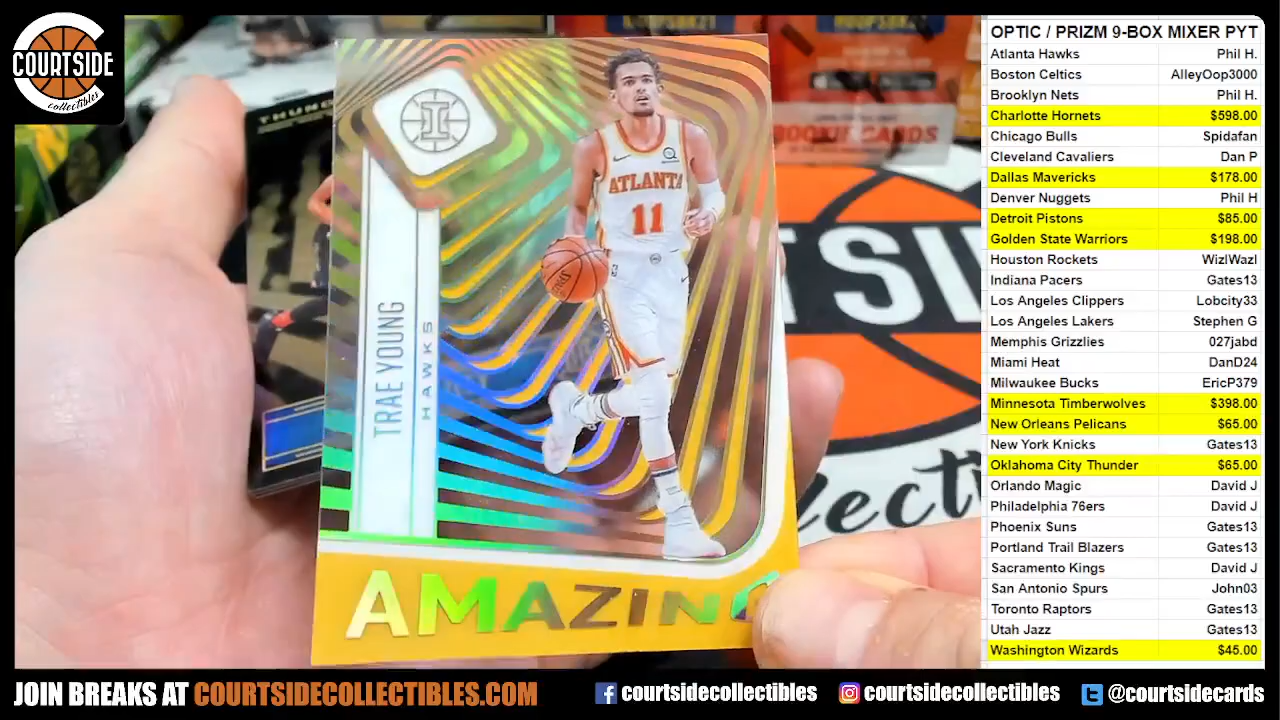 COURTSIDE
collectibles
THUND
I
ATLANTA
11
TRAE YOUNG
HAWKS
AMAZING
ROOKIE CARDS
TSID
OPTIC / PRIZM 9-BOX MIXER PYT
Atlanta Hawks Phil H.
Boston Celtics AlleyOop3000
Brooklyn Nets Phil H.
Charlotte Hornets $598.00
Chicago Bulls Spidafan
Cleveland Cavaliers Dan P
Dallas Mavericks $178.00
Denver Nuggets Phil H
Detroit Pistons $85.00
Golden State Warriors $198.00
Houston Rockets WizlWazl
Indiana Pacers Gates13
Los Angeles Clippers Lobcity33
Los Angeles Lakers Stephen G
Memphis Grizzlies 027jabd
Miami Heat DanD24
Milwaukee Bucks EricP379
Minnesota Timberwolves $398.00
New Orleans Pelicans $65.00
New York Knicks Gates13
Oklahoma City Thunder $65.00
Orlando Magic David J
Philadelphia 76ers David J
Phoenix Suns Gates13
Portland Trail Blazers Gates13
Sacramento Kings David J
San Antonio Spurs John03
Toronto Raptors Gates13
Utah Jazz Gates13
Washington Wizards $45.00
JOIN BREAKS AT COURTSIDECOLLECTIBLES.COM
courtsidecollectibles
courtsidecollectibles
@courtsidecards